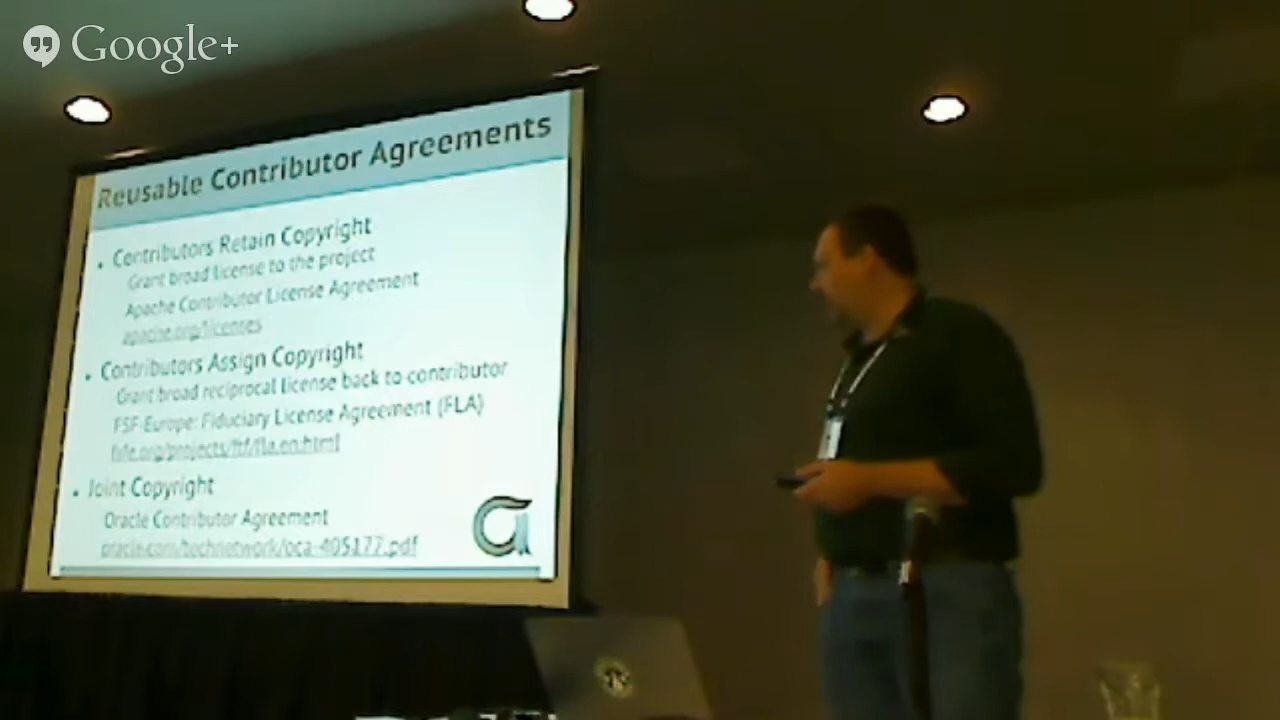 Google+
Reusable Contributor Agreements
• Contributors Retain Copyright
Grant broad license to the project
Apache Contributor License Agreement
apache.org/licenses
• Contributors Assign Copyright
Grant broad reciprocal license back to contributor
FSF Europe: Fiduciary License Agreement (FLA)
fsfe.org/projects/ftf/fla.en.html
• Joint Copyright
Oracle Contributor Agreement
oracle.com/technetwork/oca-405177.pdf